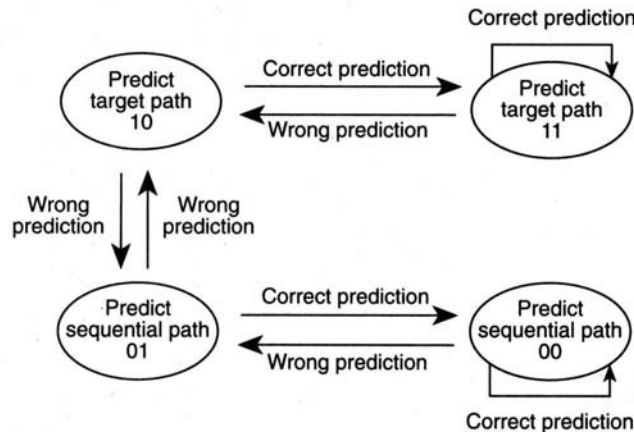 Correct prediction
Predict
target path
10
Correct prediction
Wrong prediction
Predict
target path
11
Wrong
prediction
Wrong
prediction
Predict
sequential path
01
Correct prediction
Wrong prediction
Predict
sequential path
00
Correct prediction